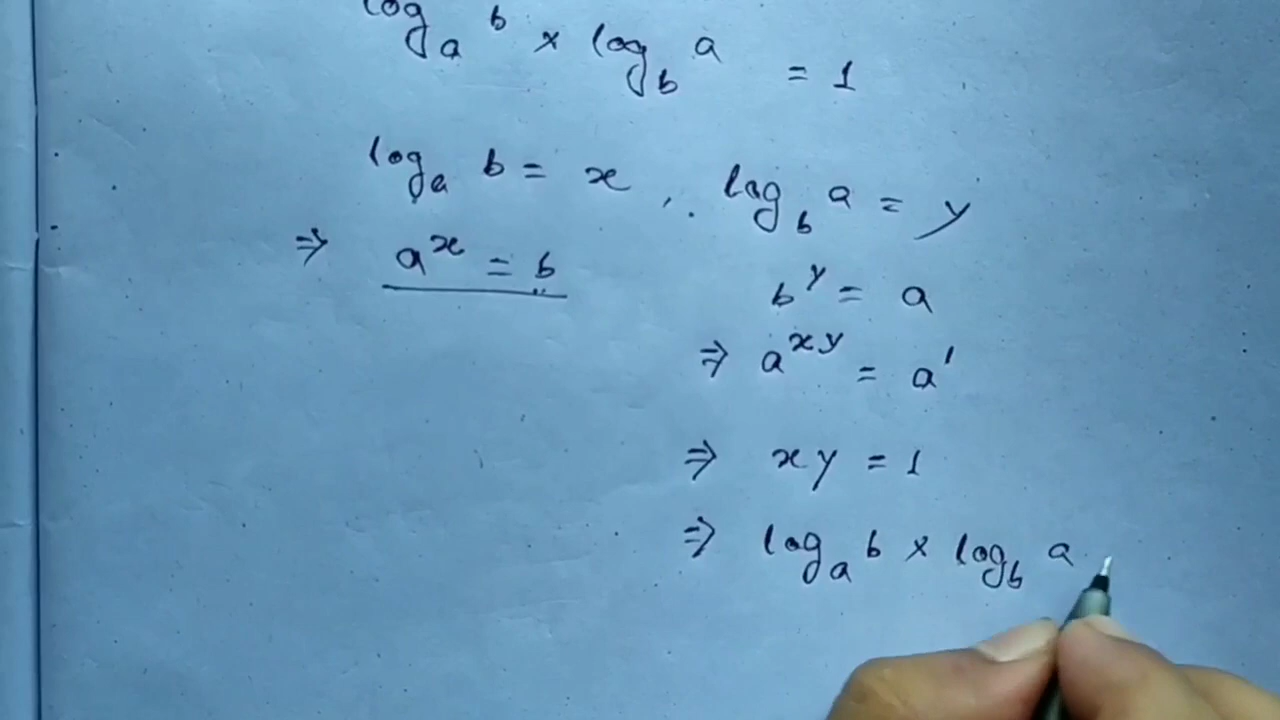 log_a b × log_b a = 1
log_a b = x, log_b a = y
⇒ a^x = b
b^y = a
⇒ a^xy = a^1
⇒ xy = 1
⇒ log_a b × log_b a